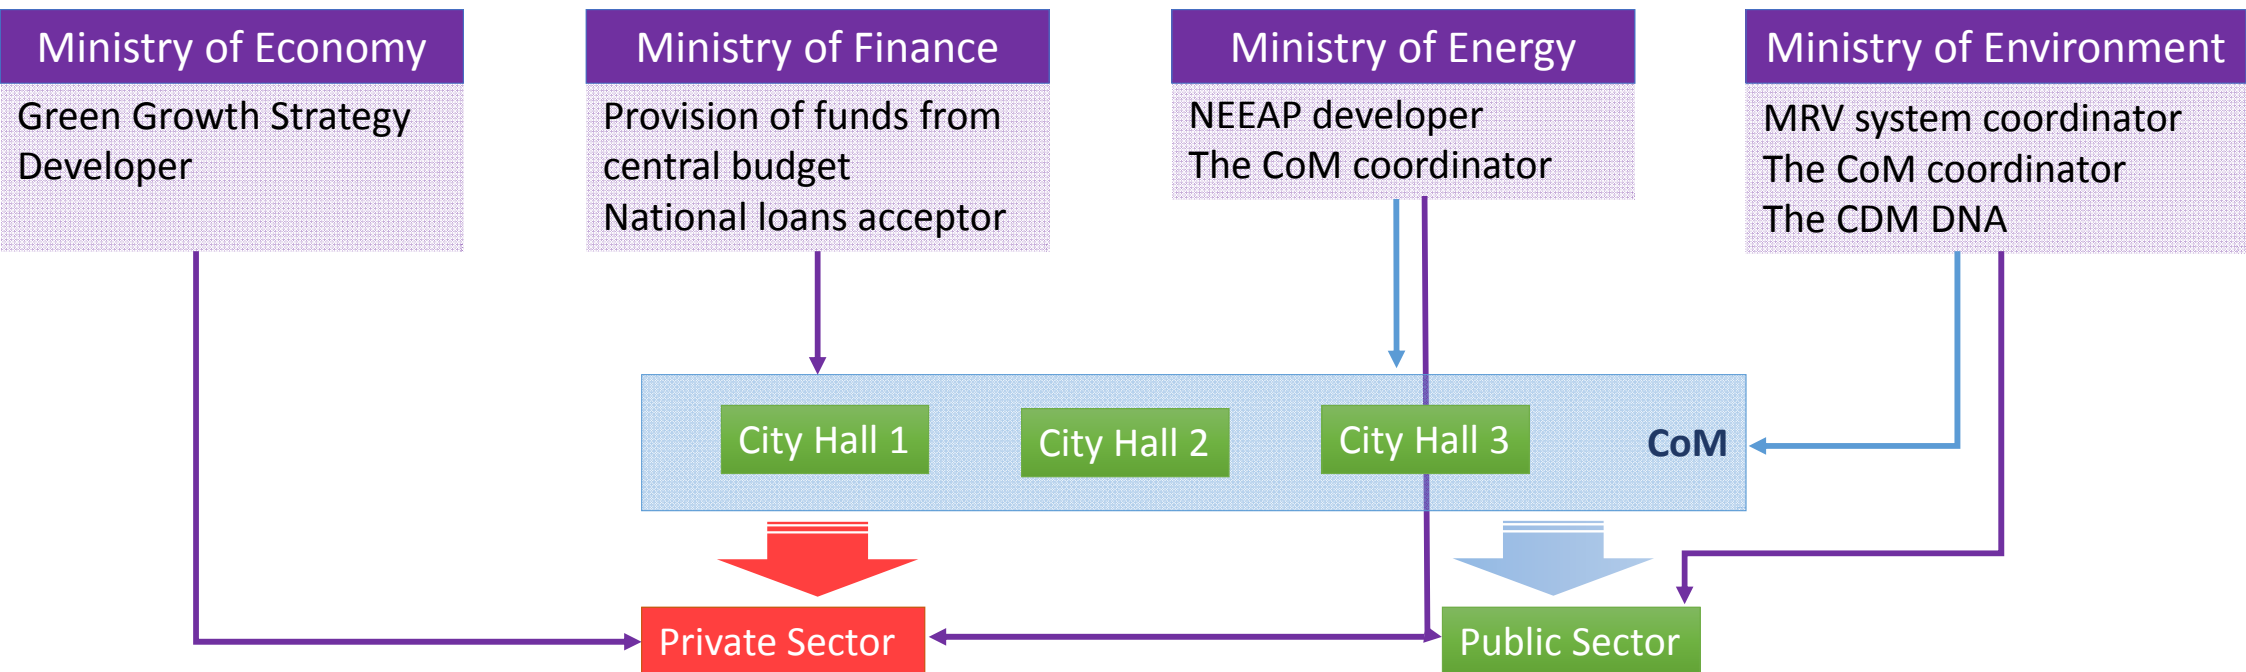 Ministry of Economy
Green Growth Strategy
Developer
Ministry of Finance
Provision of funds from
central budget
National loans acceptor
Ministry of Energy
NEEAP developer
The CoM coordinator
Ministry of Environment
MRV system coordinator
The CoM coordinator
The CDM DNA
City Hall 1
City Hall 2
City Hall 3
CoM
Private Sector
Public Sector